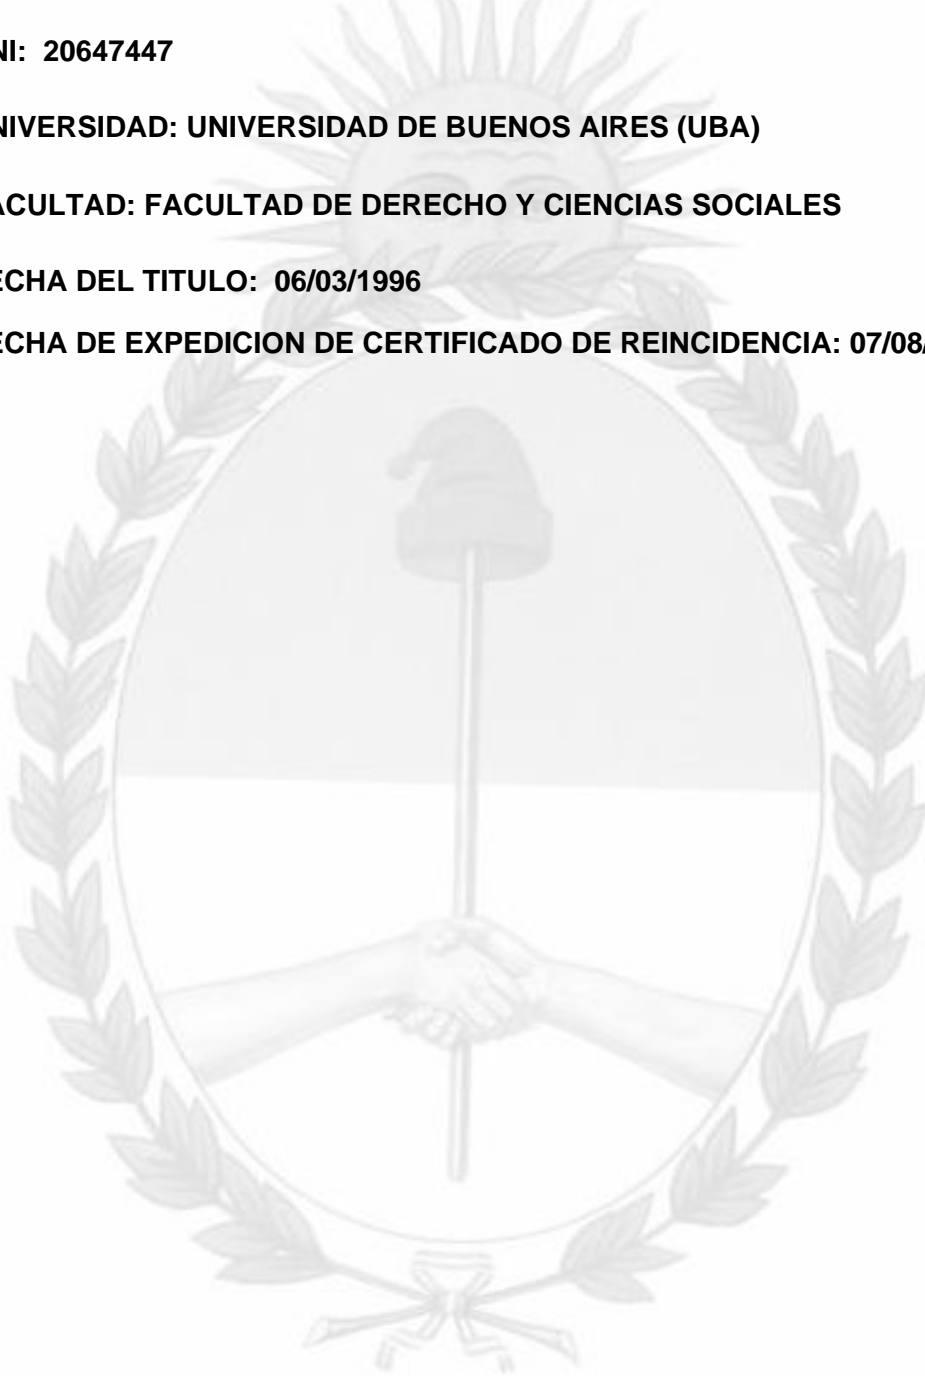 NI: 20647447
NIVERSIDAD: UNIVERSIDAD DE BUENOS AIRES (UBA)
ACULTAD: FACULTAD DE DERECHO Y CIENCIAS SOCIALES
ECHA DEL TITULO: 06/03/1996
ECHA DE EXPEDICION DE CERTIFICADO DE REINCIDENCIA: 07/08/